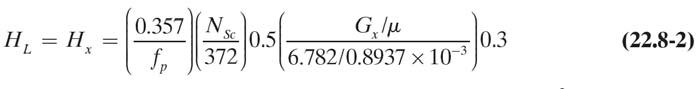 H_L = H_x = (0.357/f_p)(N_Sc/372)0.5((G_x/μ)/(6.782/0.8937 × 10^-3))0.3 (22.8-2)